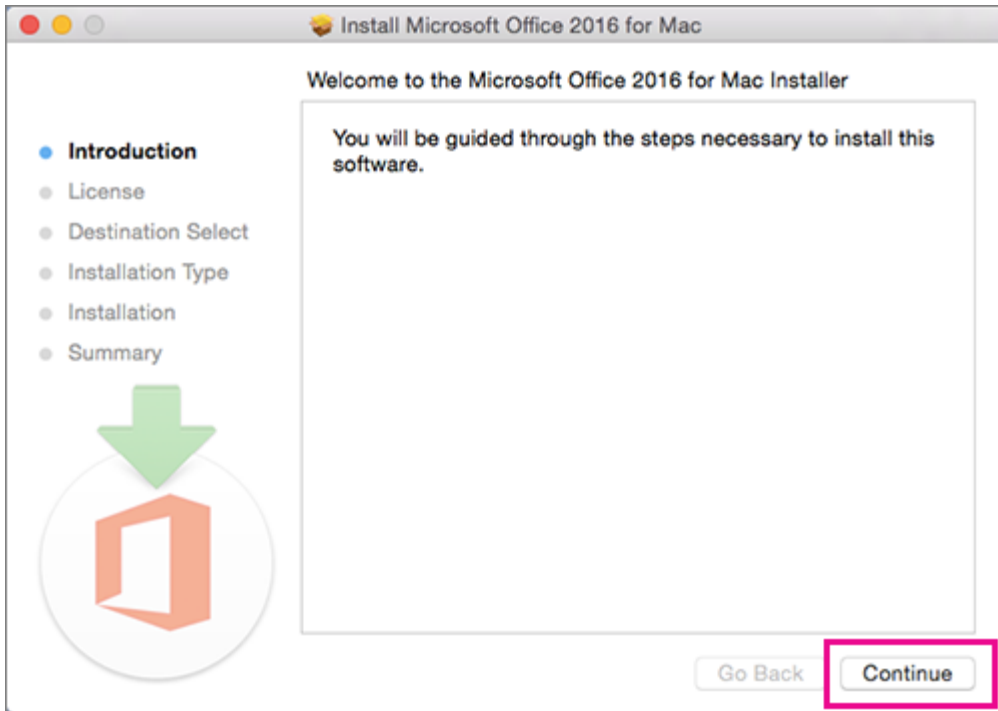 Install Microsoft Office 2016 for Mac
Welcome to the Microsoft Office 2016 for Mac Installer
Introduction
License
Destination Select
Installation Type
Installation
Summary
You will be guided through the steps necessary to install this
software.
Go Back
Continue